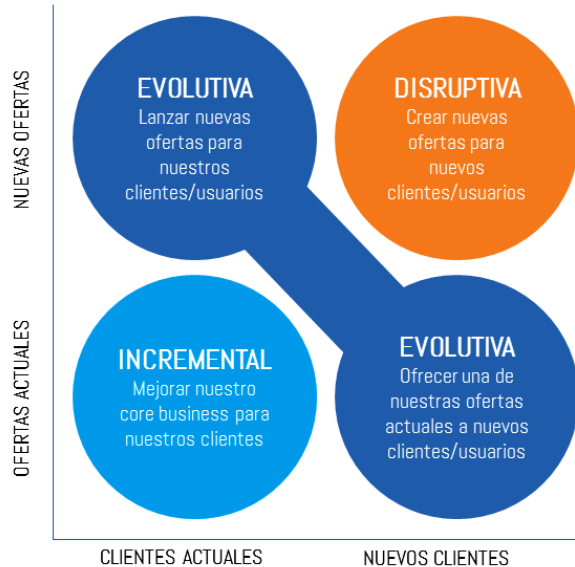 NUEVAS OFERTAS
EVOLUTIVA
Lanzar nuevas
ofertas para
nuestros
clientes/usuarios
DISRUPTIVA
Crear nuevas
ofertas para
nuevos
clientes/usuarios
OFERTAS ACTUALES
INCREMENTAL
Mejorar nuestro
core business para
nuestros clientes
EVOLUTIVA
Ofrecer una de
nuestras ofertas
actuales a nuevos
clientes/usuarios
CLIENTES ACTUALES
NUEVOS CLIENTES